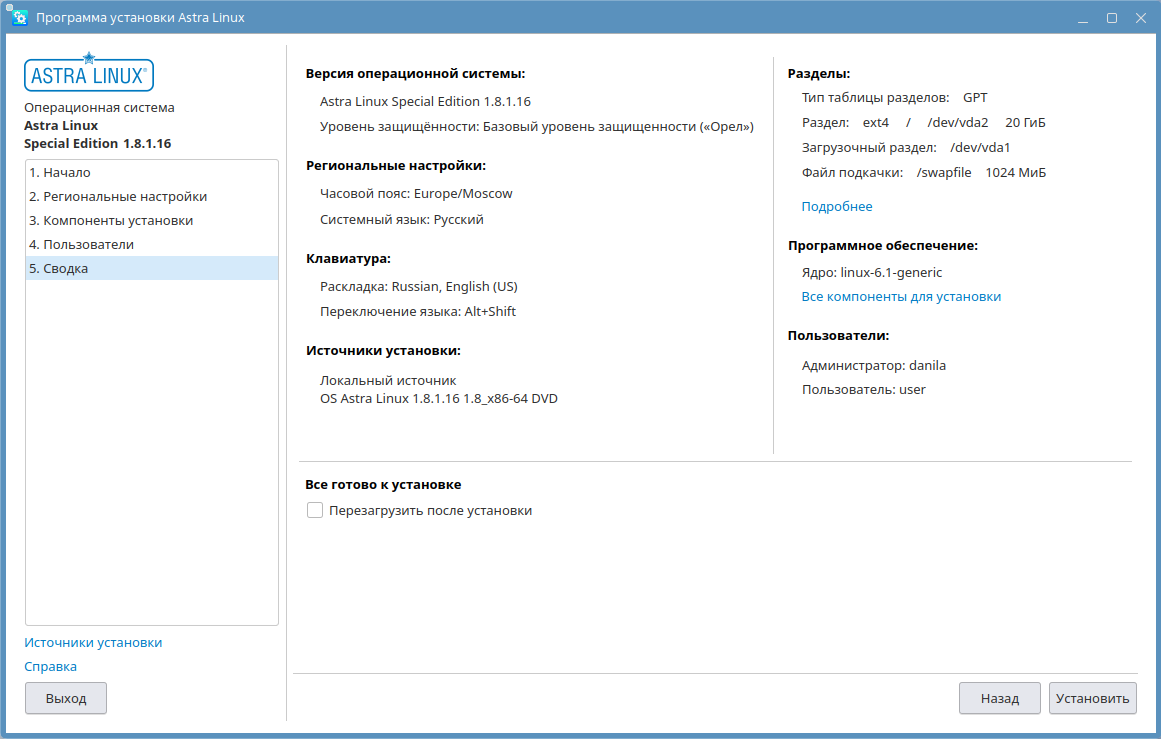 Программа установки Astra Linux
ASTRA LINUX®
Операционная система
Astra Linux
Special Edition 1.8.1.16
1. Начало
2. Региональные настройки
3. Компоненты установки
4. Пользователи
5. Сводка
Источники установки
Справка
Выход
Версия операционной системы:
Astra Linux Special Edition 1.8.1.16
Уровень защищённости: Базовый уровень защищенности («Орел»)
Региональные настройки:
Часовой пояс: Europe/Moscow
Системный язык: Русский
Клавиатура:
Раскладка: Russian, English (US)
Переключение языка: Alt+Shift
Источники установки:
Локальный источник
OS Astra Linux 1.8.1.16 1.8_x86-64 DVD
Разделы:
Тип таблицы разделов: GPT
Раздел: ext4 / /dev/vda2 20 ГиБ
Загрузочный раздел: /dev/vda1
Файл подкачки: /swapfile 1024 МиБ
Подробнее
Программное обеспечение:
Ядро: linux-6.1-generic
Все компоненты для установки
Пользователи:
Администратор: danila
Пользователь: user
Все готово к установке
Перезагрузить после установки
Назад
Установить